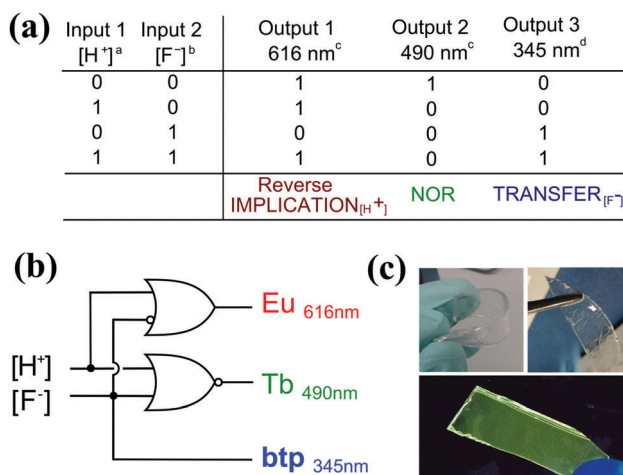 (a)
Input 1 Input 2 Output 1 Output 2 Output 3
[H⁺]ᵃ [F⁻]ᵇ 616 nmᶜ 490 nmᶜ 345 nmᵈ
0 0 1 1 0
1 0 1 0 0
0 1 0 0 1
1 1 1 0 1
Reverse
IMPLICATION[H⁺] NOR TRANSFER[F⁻]
(b)
(c)
Eu 616nm
[H⁺]
[F⁻]
Tb 490nm
btp 345nm